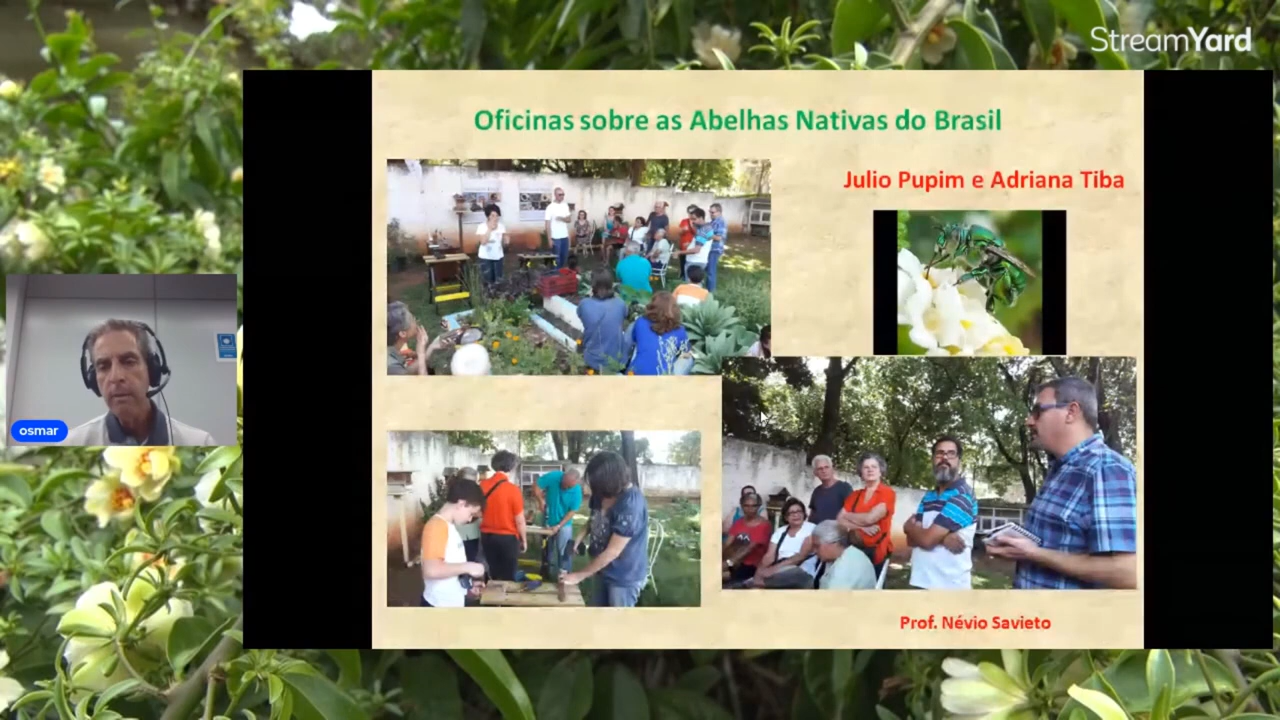 StreamYard
Oficinas sobre as Abelhas Nativas do Brasil
Julio Pupim e Adriana Tiba
osmar
Prof. Névio Savieto